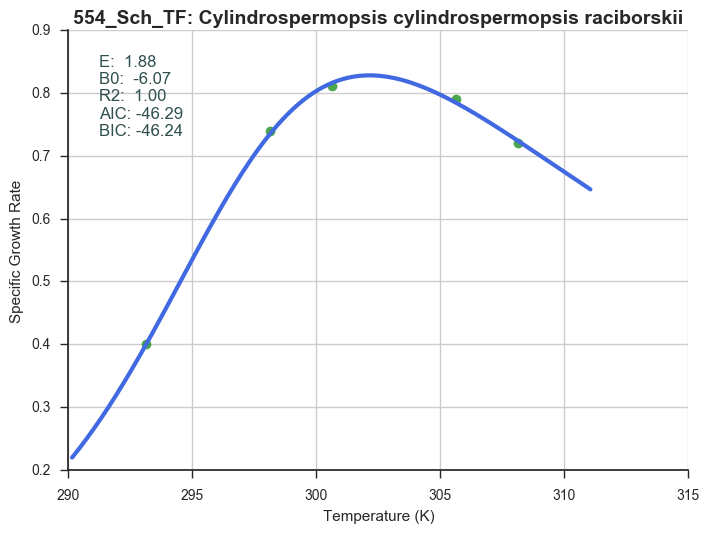 554_Sch_TF: Cylindrospermopsis cylindrospermopsis raciborskii
E:  1.88
B0:  -6.07
R2:  1.00
AIC: -46.29
BIC: -46.24
0.9
0.8
0.7
0.6
0.5
0.4
0.3
0.2
Specific Growth Rate
290 295 300 305 310 315
Temperature (K)